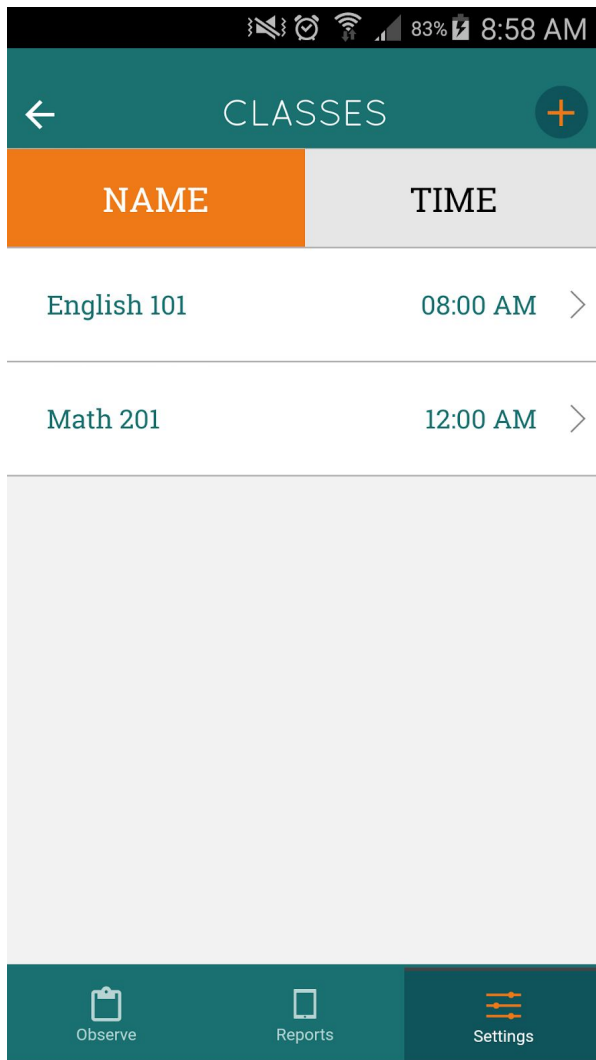 83% 8:58 AM
CLASSES
NAME TIME
English 101 08:00 AM
Math 201 12:00 AM
Observe Reports Settings